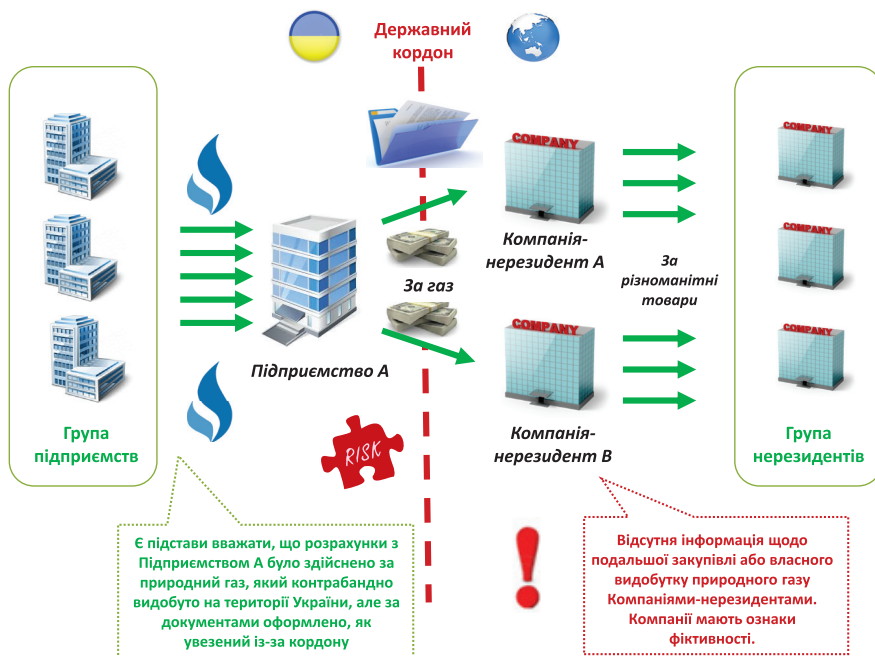 Державний
кордон
COMPANY
COMPANY
COMPANY
COMPANY
COMPANY
Компанія-
нерезидент А
За
різноманітні
товари
За газ
Підприємство А
Компанія-
нерезидент В
Група
підприємств
Група
нерезидентів
RISK
Є підстави вважати, що розрахунки з
Підприємством А було здійснено за
природний газ, який контрабандно
видобуто на території України, але за
документами оформлено, як
увезений із-за кордону
Відсутня інформація щодо
подальшої закупівлі або власного
видобутку природного газу
Компаніями-нерезидентами.
Компанії мають ознаки
фіктивності.